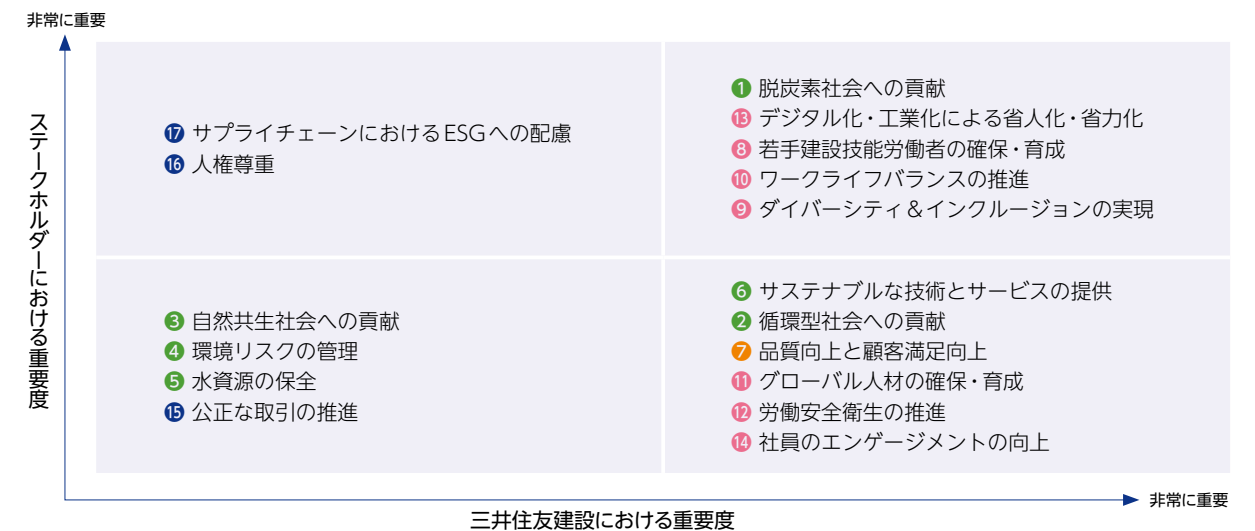 非常に重要
ステークホルダーにおける重要度
⓱ サプライチェーンにおけるESGへの配慮
⓰ 人権尊重
❶ 脱炭素社会への貢献
⓭ デジタル化・工業化による省人化・省力化
❽ 若手建設技能労働者の確保・育成
❿ ワークライフバランスの推進
❾ ダイバーシティ&インクルージョンの実現
❸ 自然共生社会への貢献
❹ 環境リスクの管理
❺ 水資源の保全
⓯ 公正な取引の推進
❻ サステナブルな技術とサービスの提供
❷ 循環型社会への貢献
❼ 品質向上と顧客満足向上
⓫ グローバル人材の確保・育成
⓬ 労働安全衛生の推進
⓮ 社員のエンゲージメントの向上
非常に重要
三井住友建設における重要度